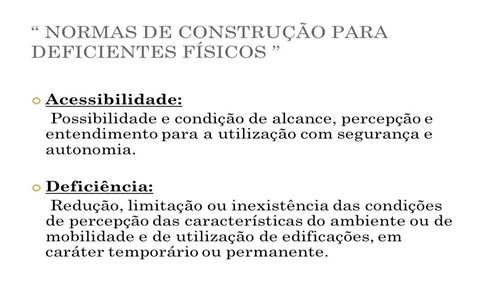 “ NORMAS DE CONSTRUÇÃO PARA
DEFICIENTES FÍSICOS ”
Acessibilidade:
Possibilidade e condição de alcance, percepção e
entendimento para a utilização com segurança e
autonomia.
Deficiência:
Redução, limitação ou inexistência das condições
de percepção das características do ambiente ou de
mobilidade e de utilização de edificações, em
caráter temporário ou permanente.